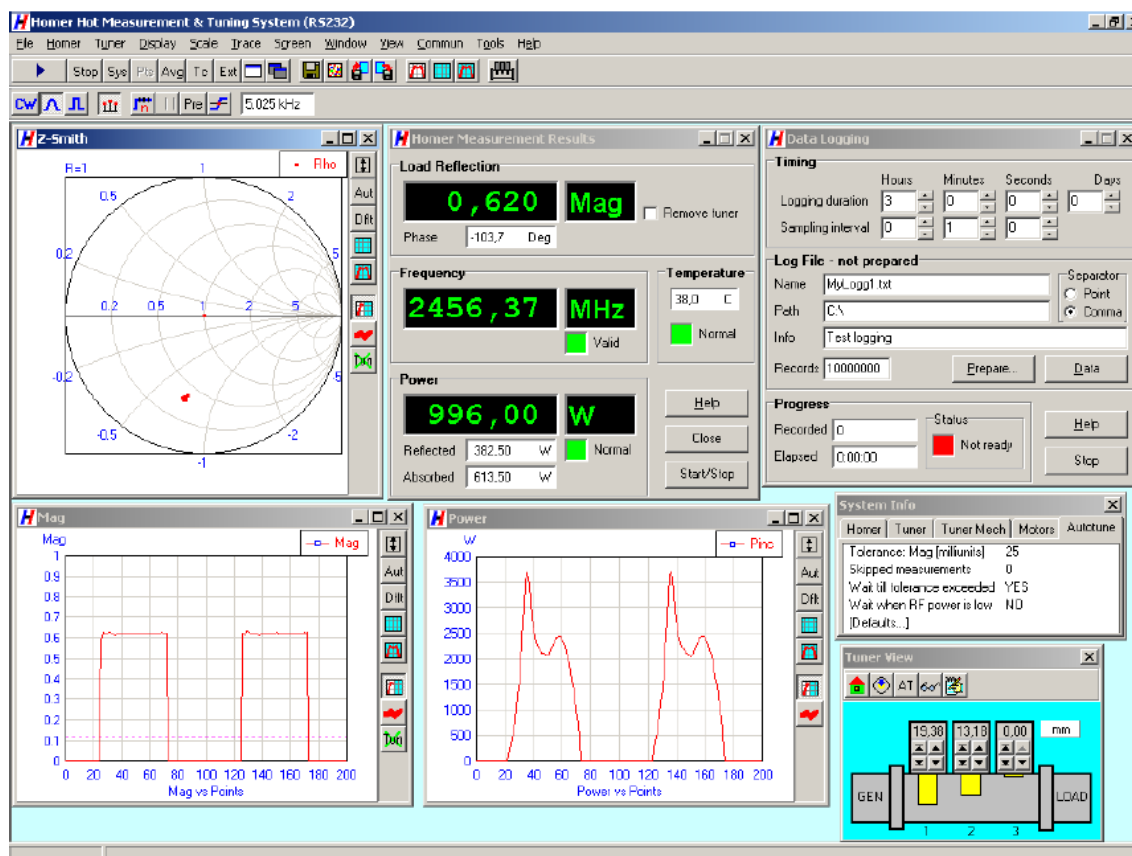 Homer Hot Measurement & Tuning System (RS232)
File Homer Tuner Display Scale Trace Screen Window View Commun Tools Help
Stop Sys Pts Avg Tc Ext
CW Pre 5.025 kHz
Z-Smith
R=1
Rho
1
0.5 2
0.2 5
0.2 0.5 1 2 5
-0.2 -5
-0.5 -2
-1
Aut
Dflt
Tun
Homer Measurement Results
Load Reflection
0,620 Mag
Remove tuner
Phase -103,7 Deg
Frequency
2456,37 MHz
Valid
Temperature
38,0 C
Normal
Power
996,00 W
Reflected 382.50 W Normal
Absorbed 613.50 W
Help
Close
Start/Stop
Data Logging
Timing
Hours Minutes Seconds Days
Logging duration 3 0 0 0
Sampling interval 0 1 0
Log File - not prepared
Name MyLogg1.txt
Path C:\
Info Test logging
Separator
Point
Comma
Records 10000000 Prepare... Data
Progress
Recorded 0
Elapsed 0:00:00
Status
Not ready
Help
Stop
Mag
Mag
Mag
1
0.9
0.8
0.7
0.6
0.5
0.4
0.3
0.2
0.1
0
0 20 40 60 80 100 120 140 160 180 200
Mag vs Points
Aut
Dflt
Tun
Power
W
Pinc
4000
3500
3000
2500
2000
1500
1000
500
0
0 20 40 60 80 100 120 140 160 180 200
Power vs Points
Aut
Dflt
System Info
Homer Tuner Tuner Mech Motors Autotune
Tolerance: Mag [milliunits] 25
Skipped measurements 0
Wait till tolerance exceeded YES
Wait when RF power is low NO
[Defaults...]
Tuner View
AT
19,38 13,18 0,00 mm
GEN LOAD
1 2 3